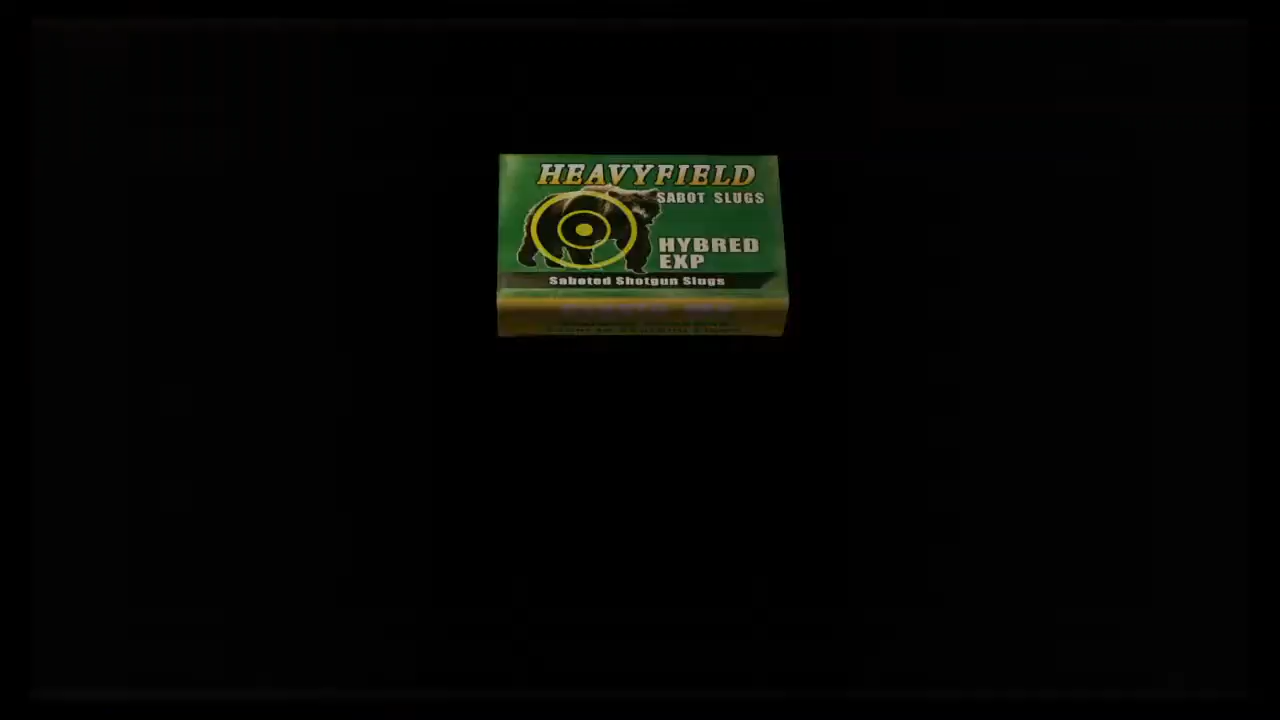 HEAVYFIELD
SABOT SLUGS
HYBRED
EXP
Saboted Shotgun Slugs